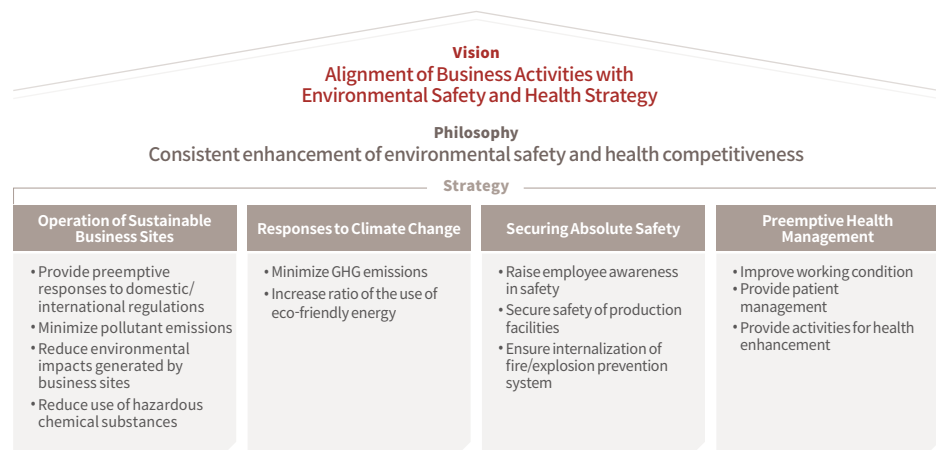 Vision
Alignment of Business Activities with
Environmental Safety and Health Strategy
Philosophy
Consistent enhancement of environmental safety and health competitiveness
Strategy
Operation of Sustainable
Business Sites
• Provide preemptive
responses to domestic/
international regulations
• Minimize pollutant emissions
• Reduce environmental
impacts generated by
business sites
• Reduce use of hazardous
chemical substances
Responses to Climate Change
• Minimize GHG emissions
• Increase ratio of the use of
eco-friendly energy
Securing Absolute Safety
• Raise employee awareness
in safety
• Secure safety of production
facilities
• Ensure internalization of
fire/explosion prevention
system
Preemptive Health
Management
• Improve working condition
• Provide patient
management
• Provide activities for health
enhancement